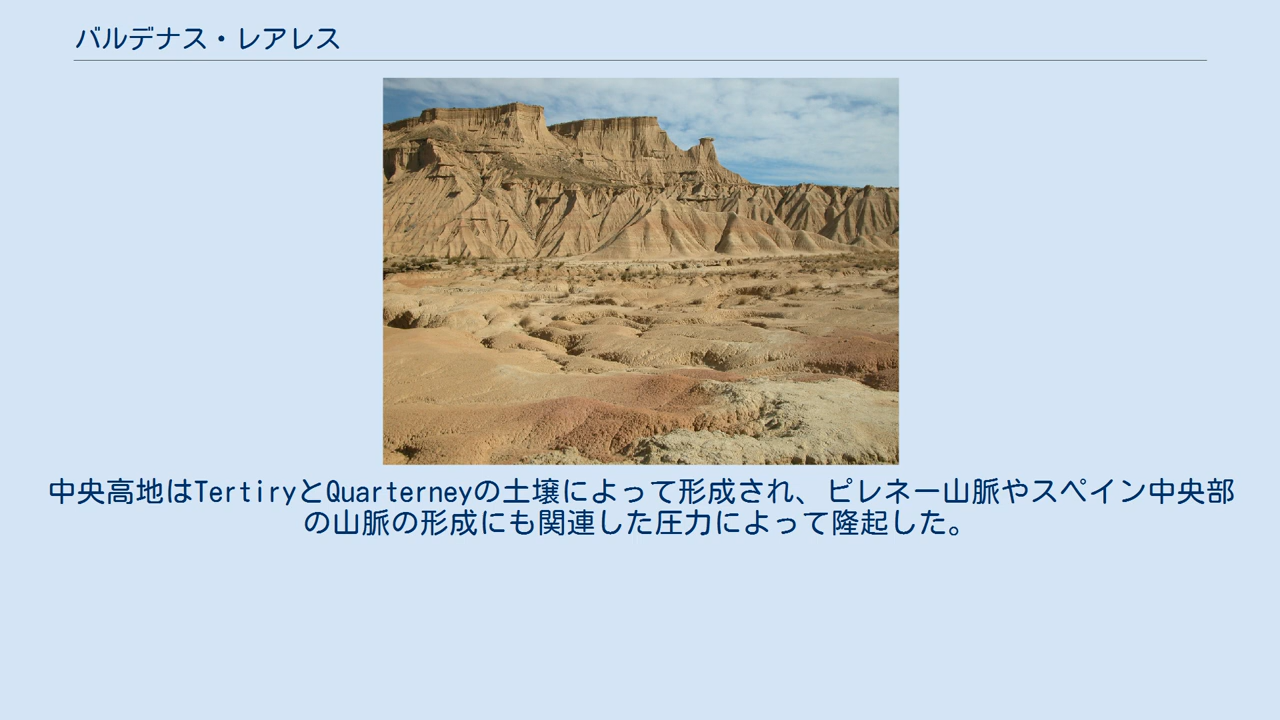 バルデナス・レアレス
中央高地はTertiryとQuarterneyの土壌によって形成され、ピレネー山脈やスペイン中央部
の山脈の形成にも関連した圧力によって隆起した。